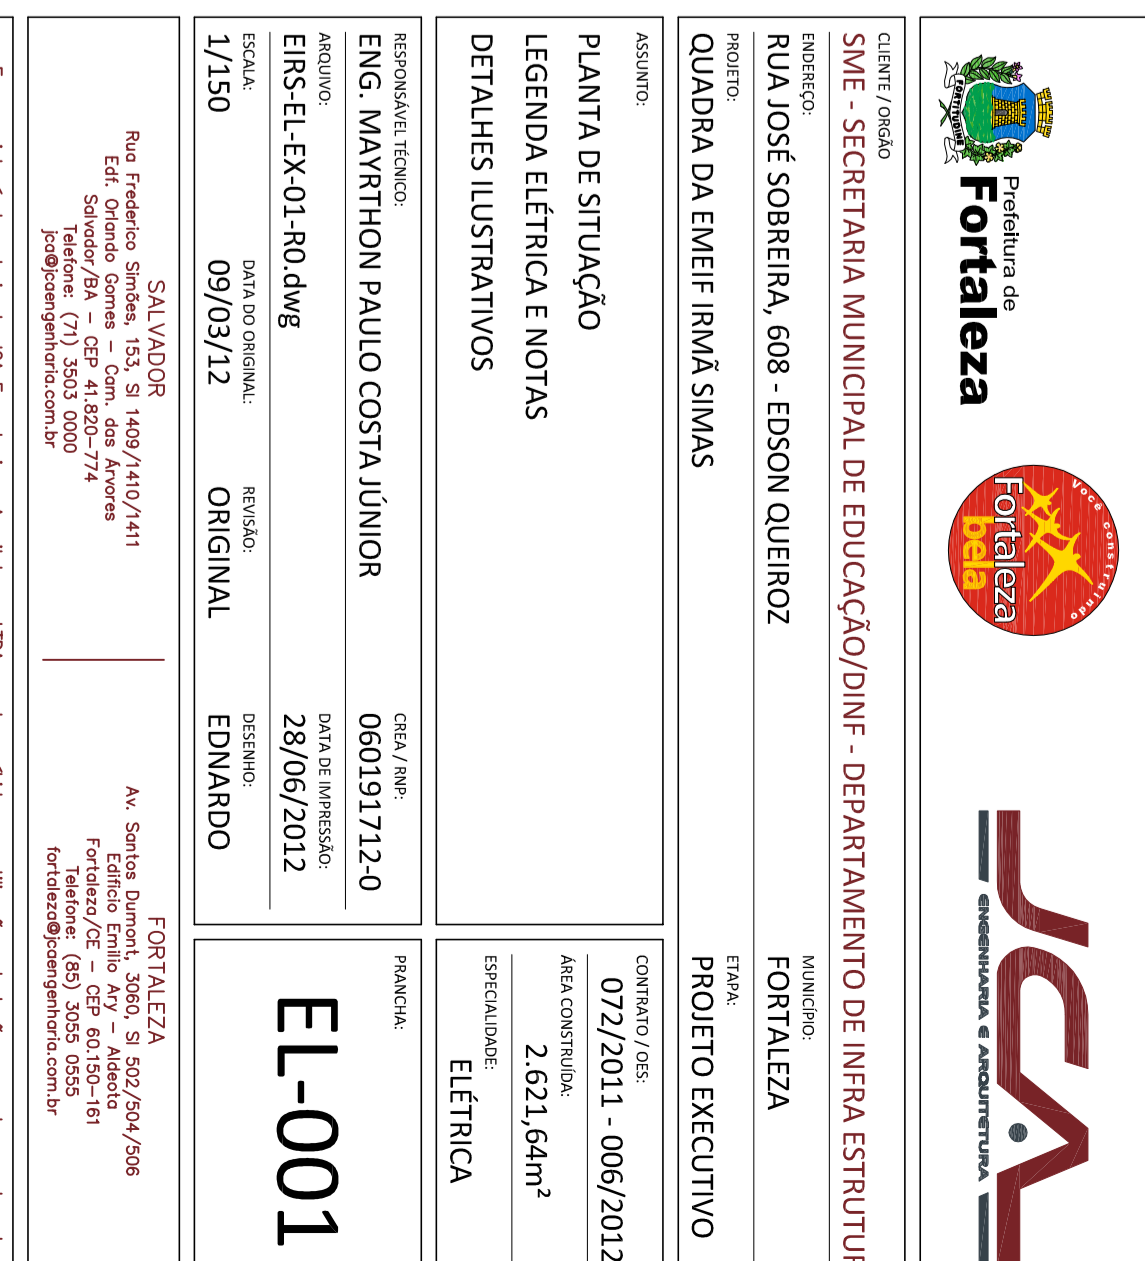 FORTITUDINE
Prefeitura de
Fortaleza
Você construindo
Fortaleza
bela
JCA
ENGENHARIA E ARQUITETURA
CLIENTE / ORGÃO
SME - SECRETARIA MUNICIPAL DE EDUCAÇÃO/DINF - DEPARTAMENTO DE INFRA ESTRUTUR
ENDEREÇO:
RUA JOSÉ SOBREIRA, 608 - EDSON QUEIROZ
MUNICÍPIO:
FORTALEZA
PROJETO:
QUADRA DA EMEIF IRMÃ SIMAS
ETAPA:
PROJETO EXECUTIVO
ASSUNTO:
PLANTA DE SITUAÇÃO
LEGENDA ELÉTRICA E NOTAS
DETALHES ILUSTRATIVOS
CONTRATO / OES:
072/2011 - 006/2012
ÁREA CONSTRUÍDA:
2.621,64m²
ESPECIALIDADE:
ELÉTRICA
RESPONSÁVEL TÉCNICO:
ENG. MAYRTHON PAULO COSTA JÚNIOR
CREA / RNP:
060191712-0
ARQUIVO:
EIRS-EL-EX-01-R0.dwg
DATA DE IMPRESSÃO:
28/06/2012
ESCALA:
1/150
DATA DO ORIGINAL:
09/03/12
REVISÃO:
ORIGINAL
DESENHO:
EDNARDO
PRANCHA:
EL-001
SALVADOR
Rua Frederico Simões, 153, Sl 1409/1410/1411
Edf. Orlando Gomes – Cam. das Árvores
Salvador/BA – CEP 41.820–774
Telefone: (71) 3503 0000
jca@jcaengenharia.com.br
FORTALEZA
Av. Santos Dumont, 3060, Sl 502/504/506
Edifício Emilio Ary – Aldeota
Fortaleza/CE – CEP 60.150–161
Telefone: (85) 3055 0555
fortaleza@jcaengenharia.com.br